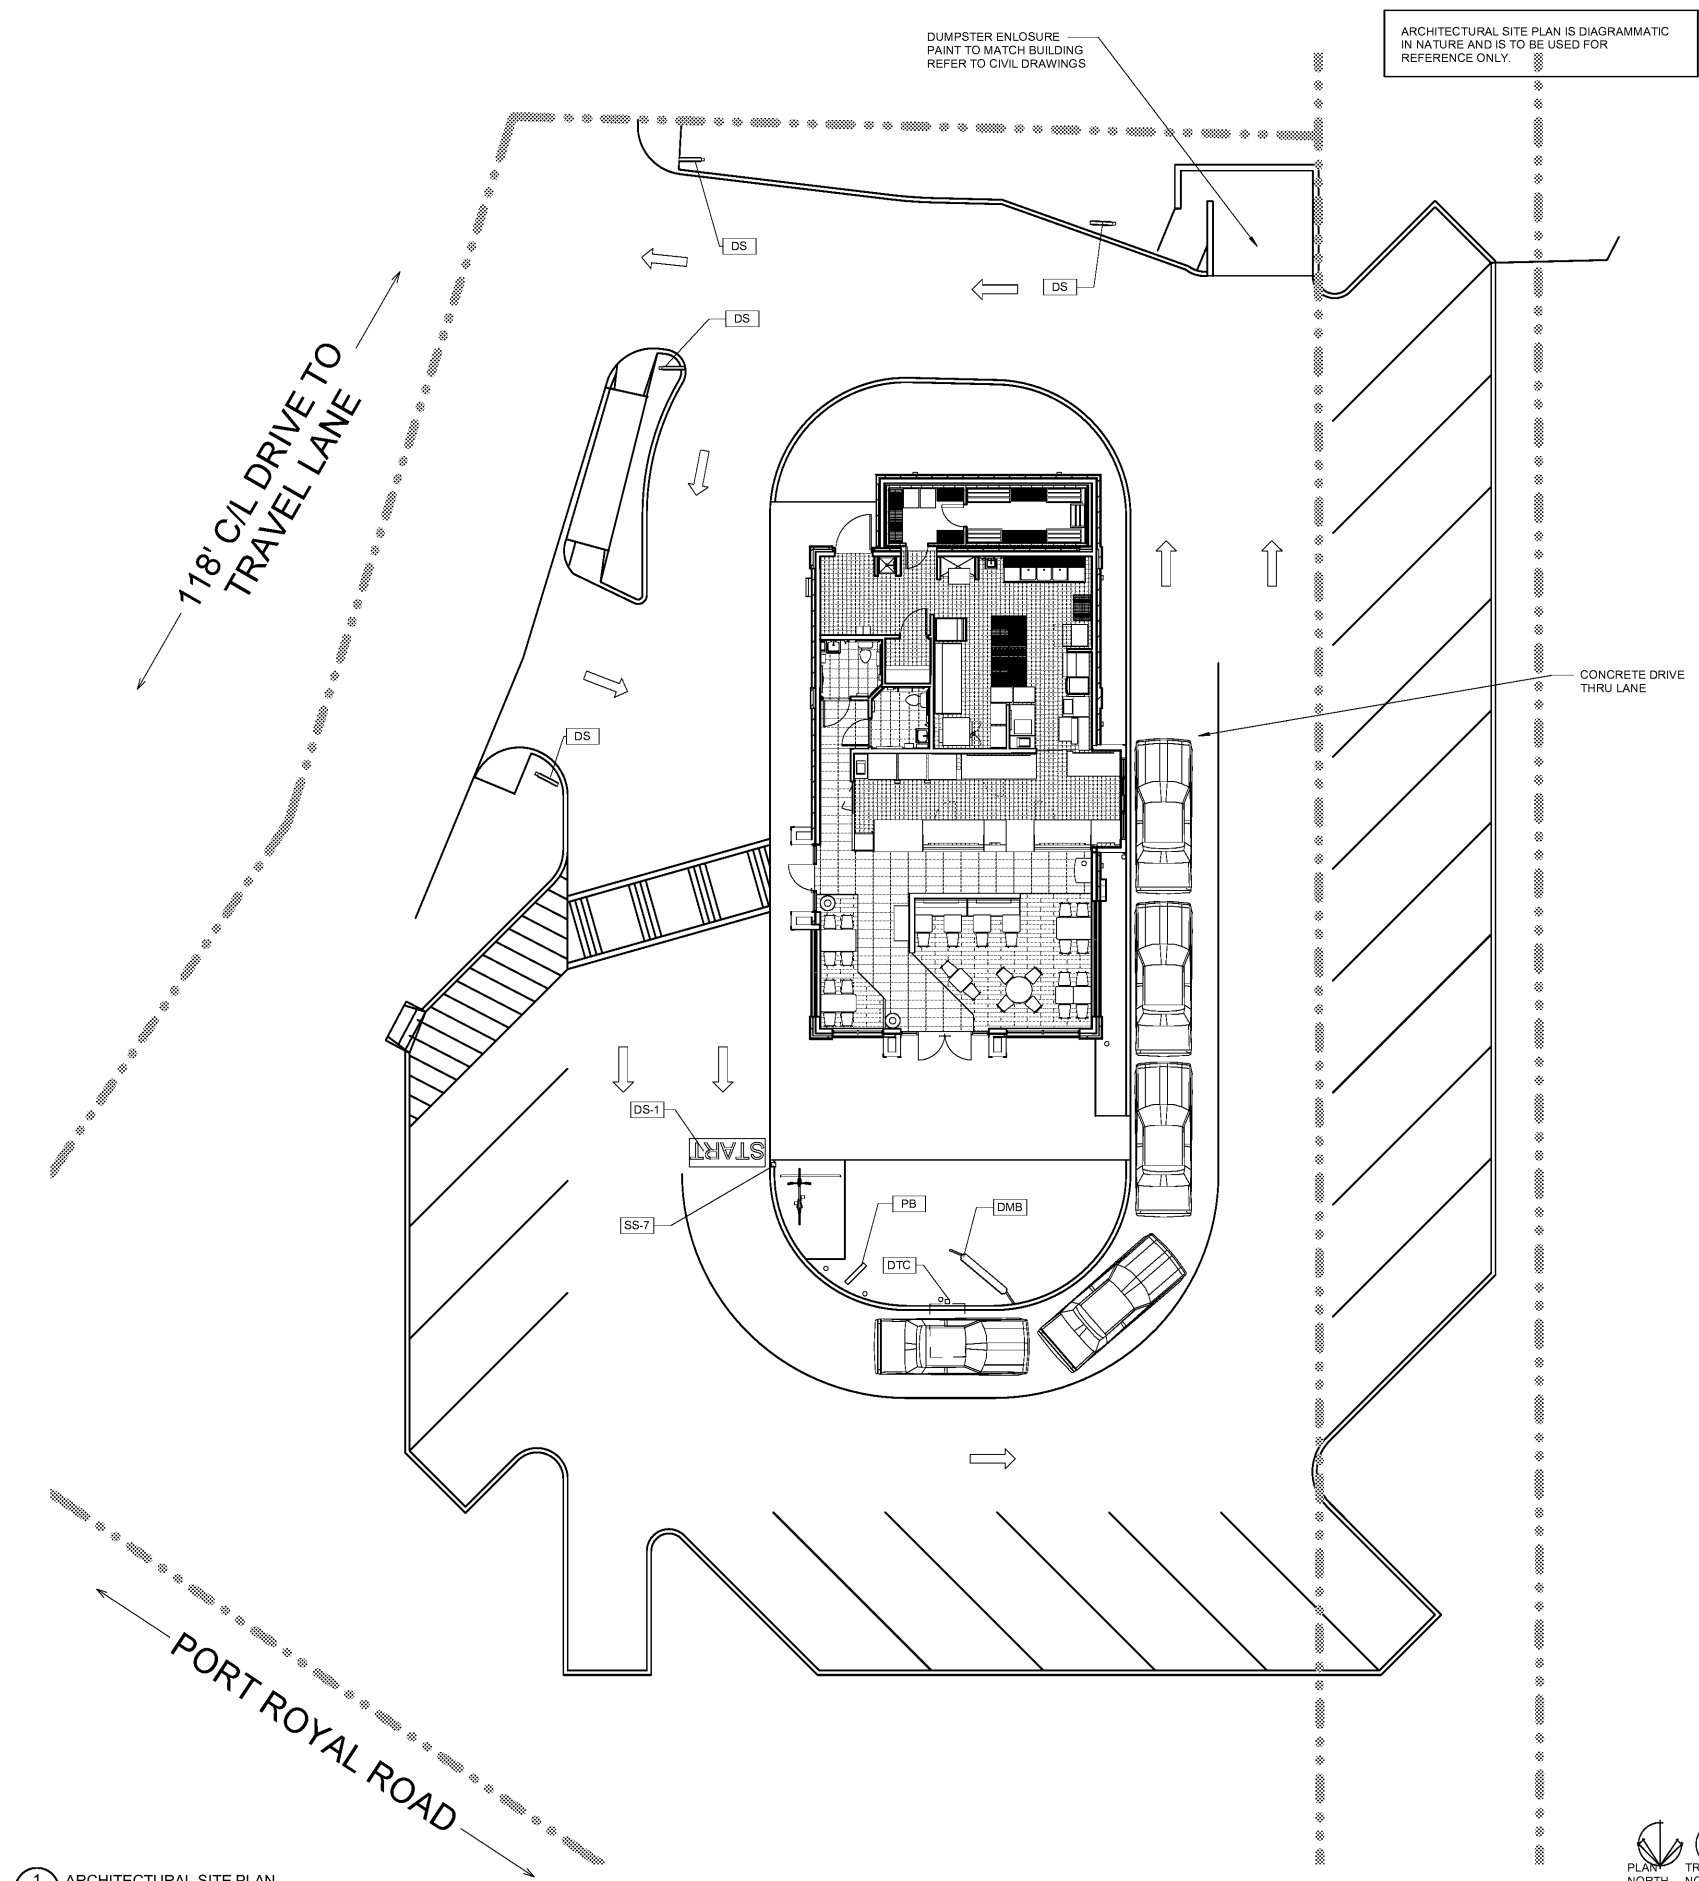 DUMPSTER ENLOSURE
PAINT TO MATCH BUILDING
REFER TO CIVIL DRAWINGS
ARCHITECTURAL SITE PLAN IS DIAGRAMMATIC
IN NATURE AND IS TO BE USED FOR
REFERENCE ONLY.
DS
DS
DS
118' C/L DRIVE TO
TRAVEL LANE
CONCRETE DRIVE
THRU LANE
DS
DS-1
START
SS-7
PB
DMB
DTC
PORT ROYAL ROAD
1
ARCHITECTURAL SITE PLAN
PLAN
NORTH